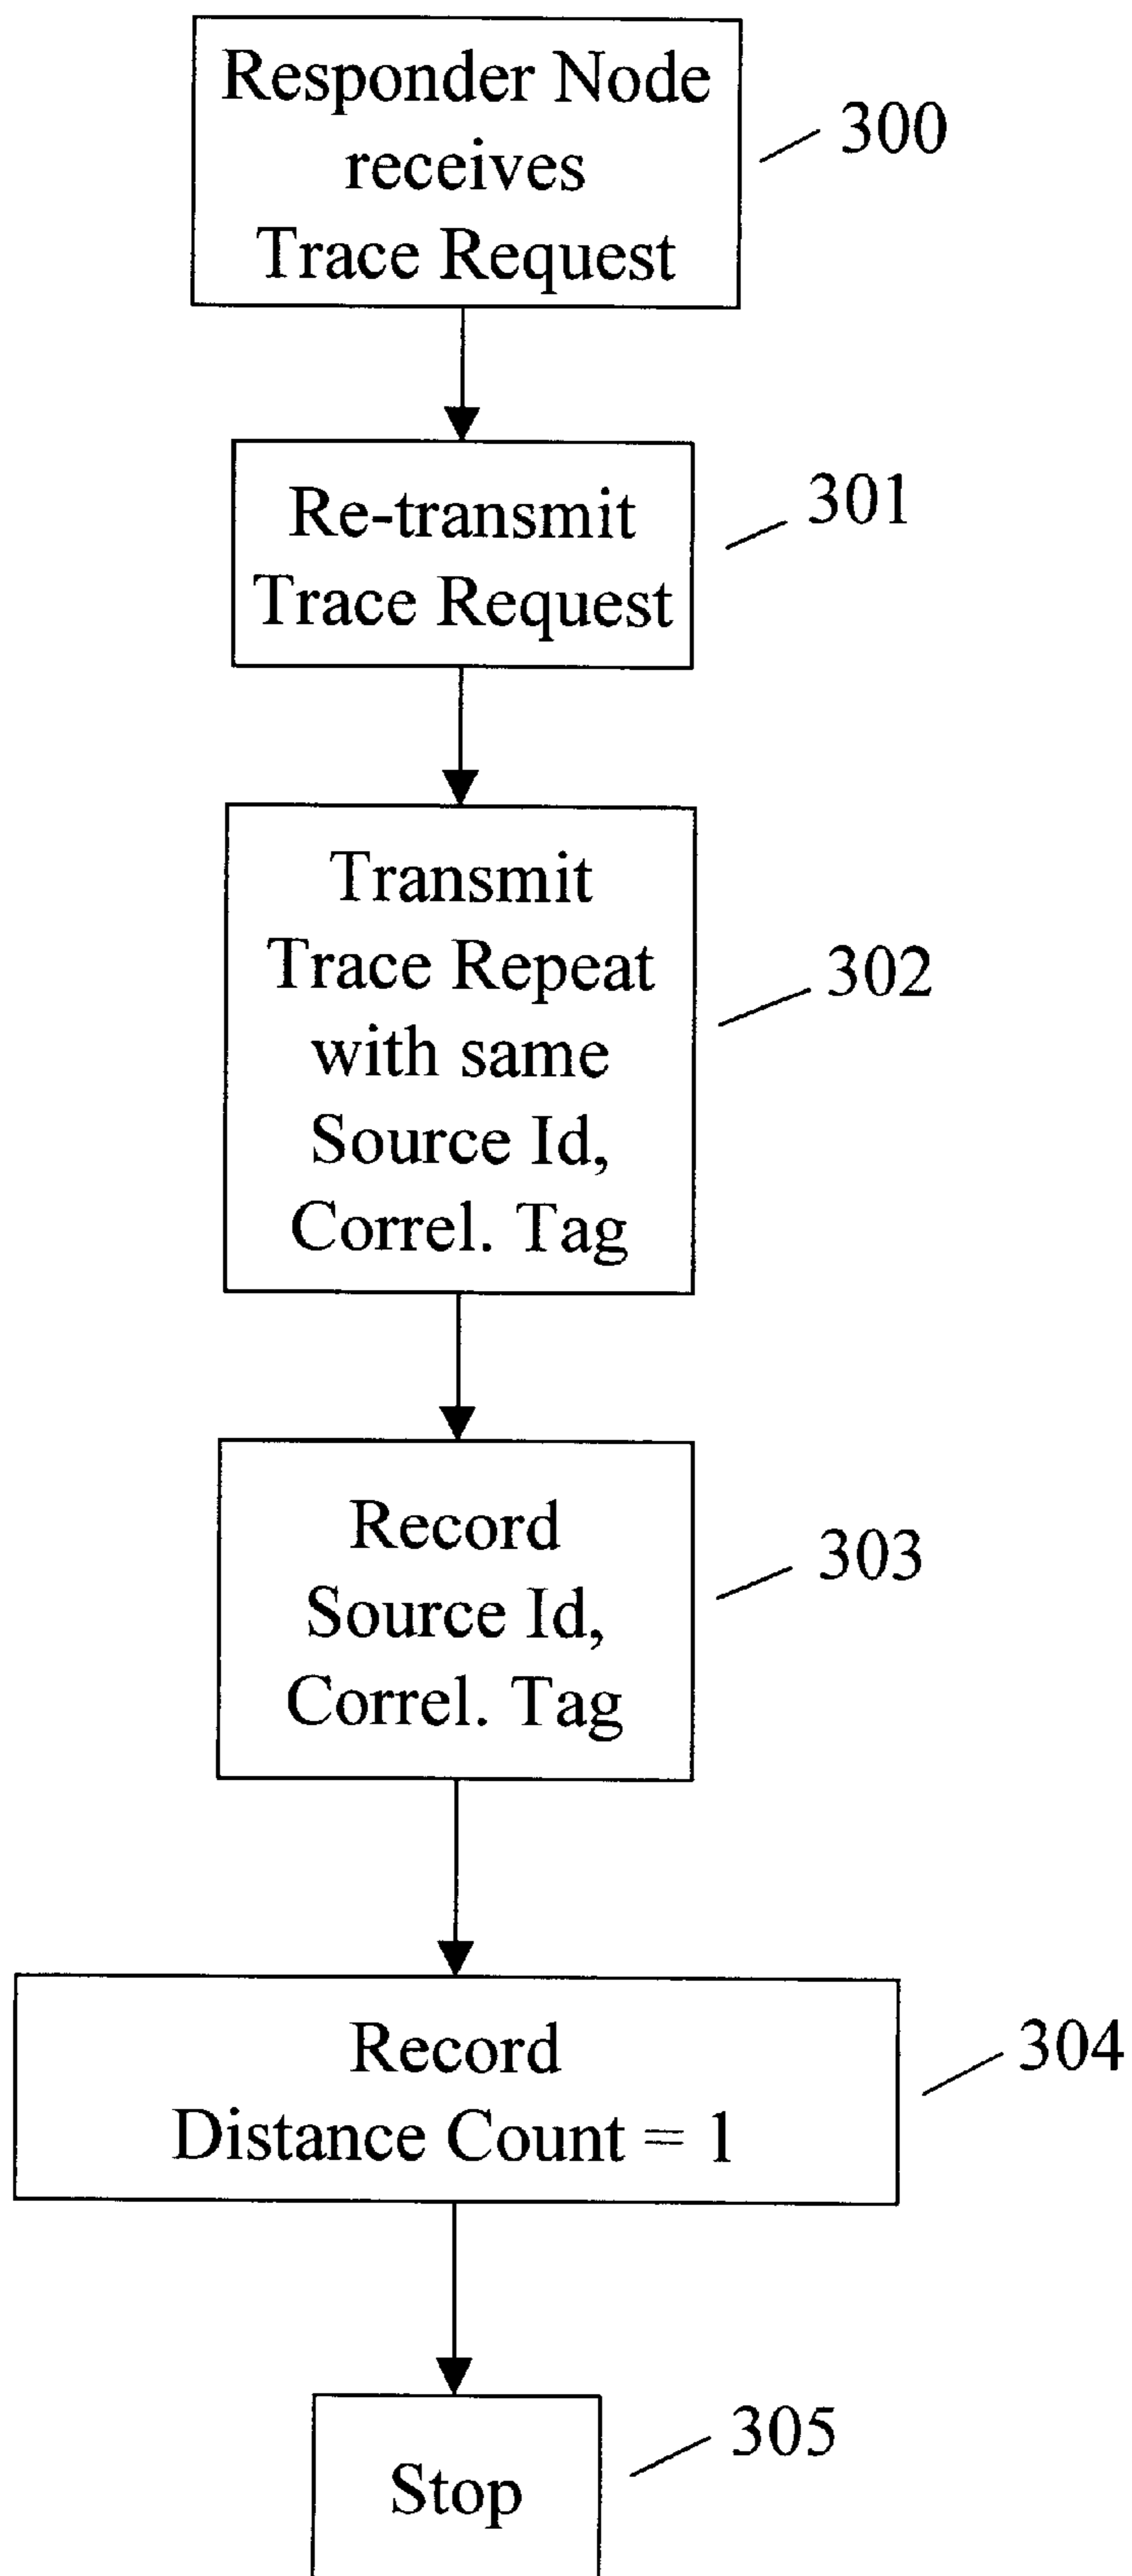 Responder Node
receives
Trace Request
300
Re-transmit
Trace Request
301
Transmit
Trace Repeat
with same
Source Id,
Correl. Tag
302
Record
Source Id,
Correl. Tag
303
Record
Distance Count = 1
304
Stop
305